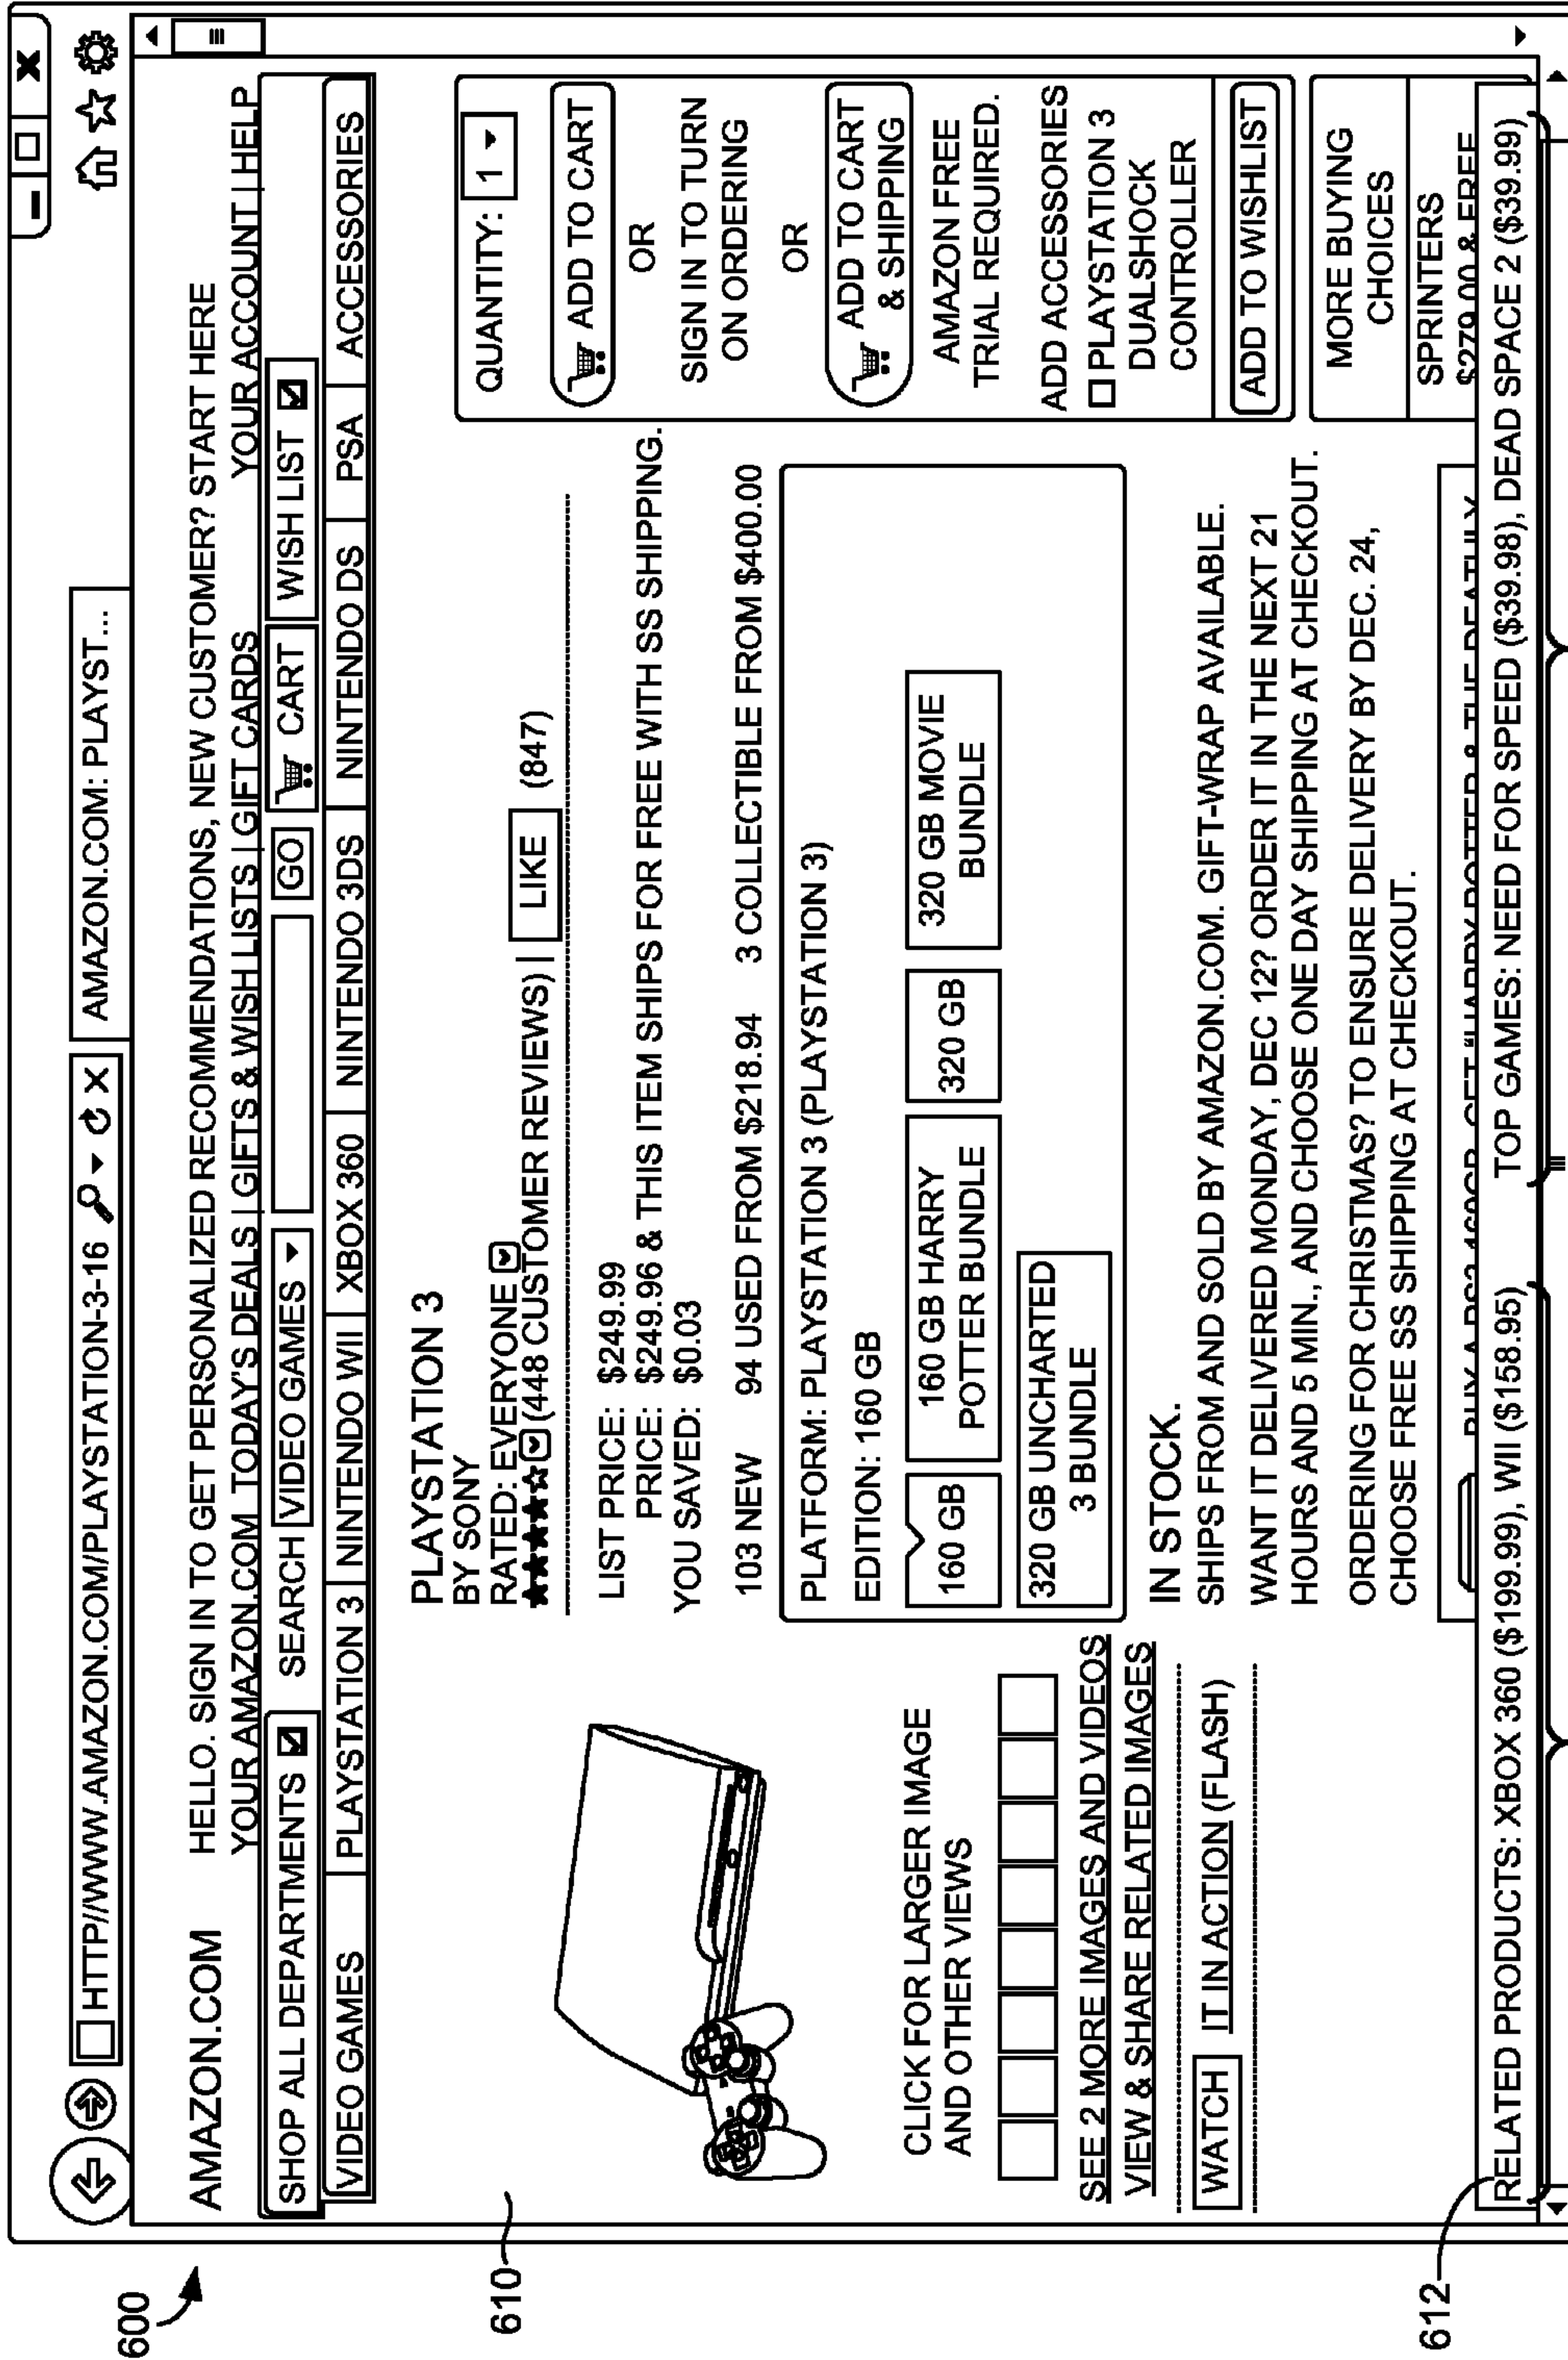 600
HTTP//WWW.AMAZON.COM/PLAYSTATION-3-16
AMAZON.COM: PLAYST...
AMAZON.COM
HELLO. SIGN IN TO GET PERSONALIZED RECOMMENDATIONS, NEW CUSTOMER? START HERE
YOUR AMAZON.COM TODAY'S DEALS | GIFTS & WISH LISTS | GIFT CARDS YOUR ACCOUNT | HELP
SHOP ALL DEPARTMENTS SEARCH VIDEO GAMES GO CART WISH LIST
VIDEO GAMES PLAYSTATION 3 NINTENDO WII XBOX 360 NINTENDO 3DS NINTENDO DS PSA ACCESSORIES
610
CLICK FOR LARGER IMAGE
AND OTHER VIEWS
SEE 2 MORE IMAGES AND VIDEOS
VIEW & SHARE RELATED IMAGES
WATCH IT IN ACTION (FLASH)
PLAYSTATION 3
BY SONY
RATED: EVERYONE
(448 CUSTOMER REVIEWS) | LIKE (847)
LIST PRICE: $249.99
PRICE: $249.96 & THIS ITEM SHIPS FOR FREE WITH SS SHIPPING.
YOU SAVED: $0.03
103 NEW 94 USED FROM $218.94 3 COLLECTIBLE FROM $400.00
PLATFORM: PLAYSTATION 3 (PLAYSTATION 3)
EDITION: 160 GB
160 GB
160 GB HARRY
POTTER BUNDLE
320 GB
320 GB MOVIE
BUNDLE
320 GB UNCHARTED
3 BUNDLE
IN STOCK.
SHIPS FROM AND SOLD BY AMAZON.COM. GIFT-WRAP AVAILABLE.
WANT IT DELIVERED MONDAY, DEC 12? ORDER IT IN THE NEXT 21
HOURS AND 5 MIN., AND CHOOSE ONE DAY SHIPPING AT CHECKOUT.
ORDERING FOR CHRISTMAS? TO ENSURE DELIVERY BY DEC. 24,
CHOOSE FREE SS SHIPPING AT CHECKOUT.
BUY A PS3 160GB, GET "HARRY POTTER & THE DEATHLY
QUANTITY: 1
ADD TO CART
OR
SIGN IN TO TURN
ON ORDERING
OR
ADD TO CART
& SHIPPING
AMAZON FREE
TRIAL REQUIRED.
ADD ACCESSORIES
PLAYSTATION 3
DUALSHOCK
CONTROLLER
ADD TO WISHLIST
MORE BUYING
CHOICES
SPRINTERS
$279.00 & FREE
612
RELATED PRODUCTS: XBOX 360 ($199.99), WII ($158.95) TOP GAMES: NEED FOR SPEED ($39.98), DEAD SPACE 2 ($39.99)